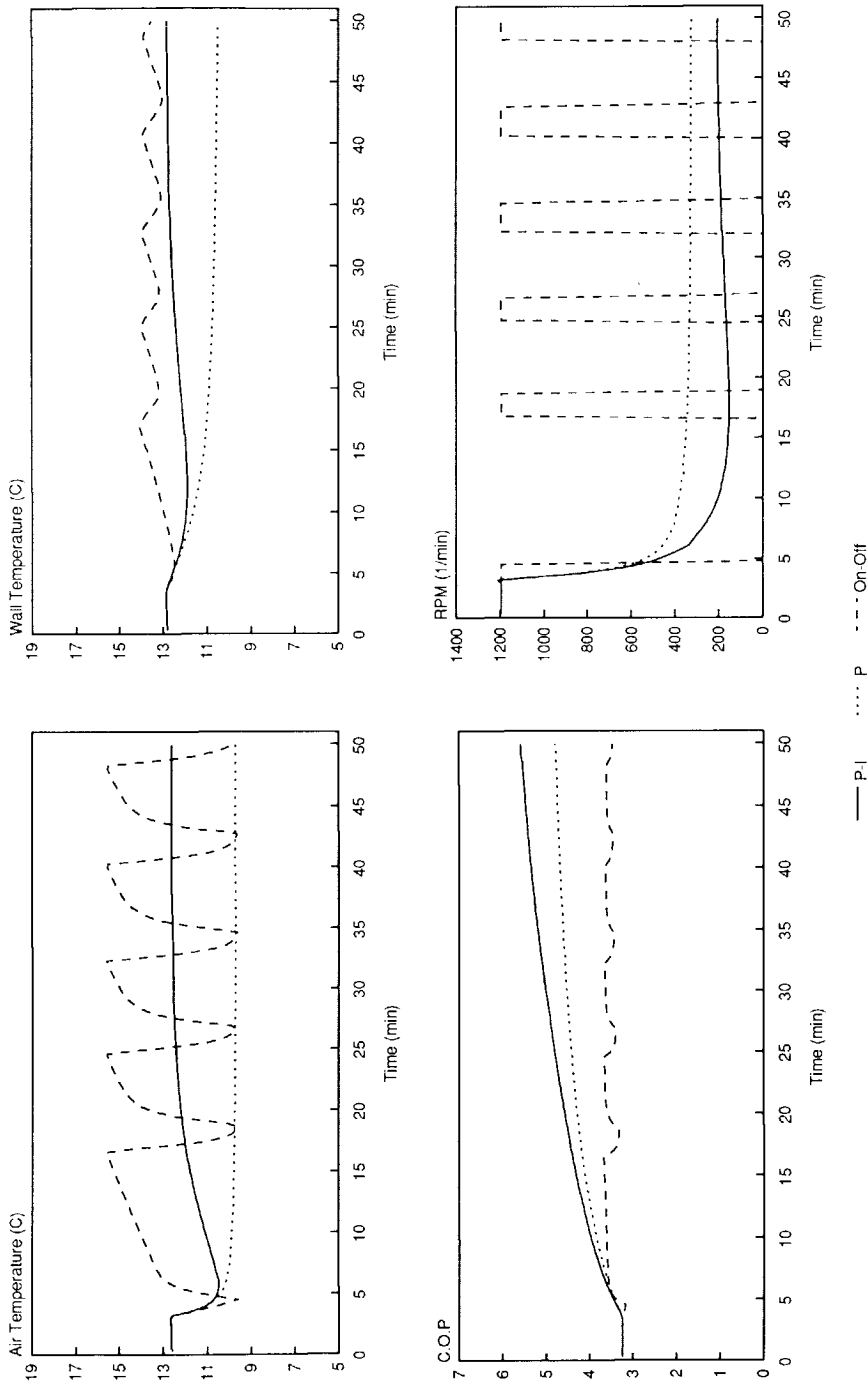 Air Temperature (C)
19
17
15
13
11
9
7
5
0 5 10 15 20 25 30 35 40 45 50
Time (min)
Wall Temperature (C)
19
17
15
13
11
9
7
5
0 5 10 15 20 25 30 35 40 45 50
Time (min)
C.O.P
7
6
5
4
3
2
1
0
0 5 10 15 20 25 30 35 40 45 50
Time (min)
RPM (1/min)
1400
1200
1000
800
600
400
200
0
0 5 10 15 20 25 30 35 40 45 50
Time (min)
P-I P On-Off